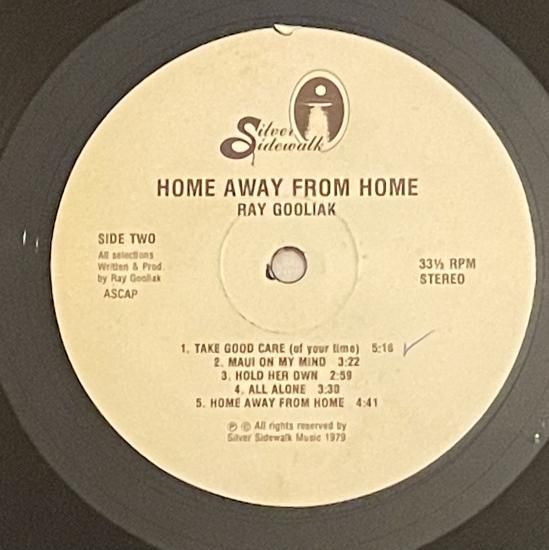 Silver
Sidewalk
HOME AWAY FROM HOME
RAY GOOLIAK
SIDE TWO
All selections
Written & Prod.
by Ray Gooliak
ASCAP
33⅓ RPM
STEREO
1. TAKE GOOD CARE (of your time) 5:16
2. MAUI ON MY MIND 3:22
3. HOLD HER OWN 2:59
4. ALL ALONE 3:30
5. HOME AWAY FROM HOME 4:41
Ⓟ © All rights reserved by
Silver Sidewalk Music 1979